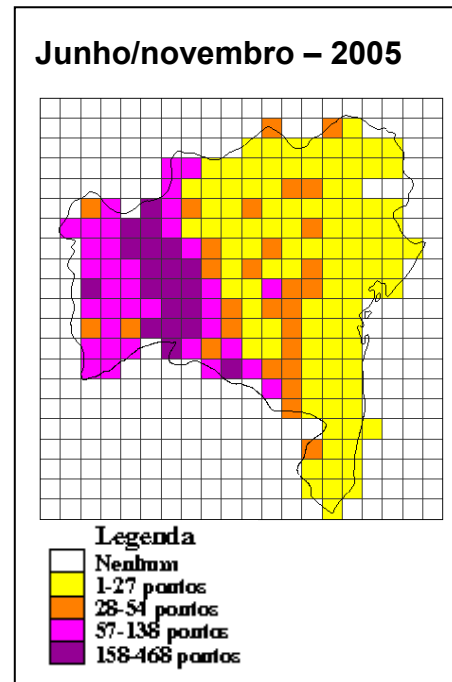 Junho/novembro – 2005
Legenda
Nenhum
1-27 pontos
28-54 pontos
57-138 pontos
158-468 pontos